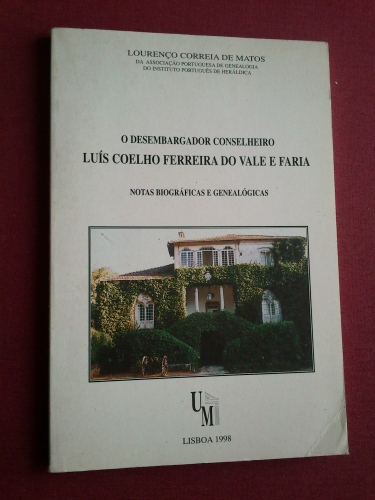 LOURENÇO CORREIA DE MATOS
DA ASSOCIAÇÃO PORTUGUESA DE GENEALOGIA
DO INSTITUTO PORTUGUÊS DE HERÁLDICA
O DESEMBARGADOR CONSELHEIRO
LUÍS COELHO FERREIRA DO VALE E FARIA
NOTAS BIOGRÁFICAS E GENEALÓGICAS
UM
LISBOA 1998